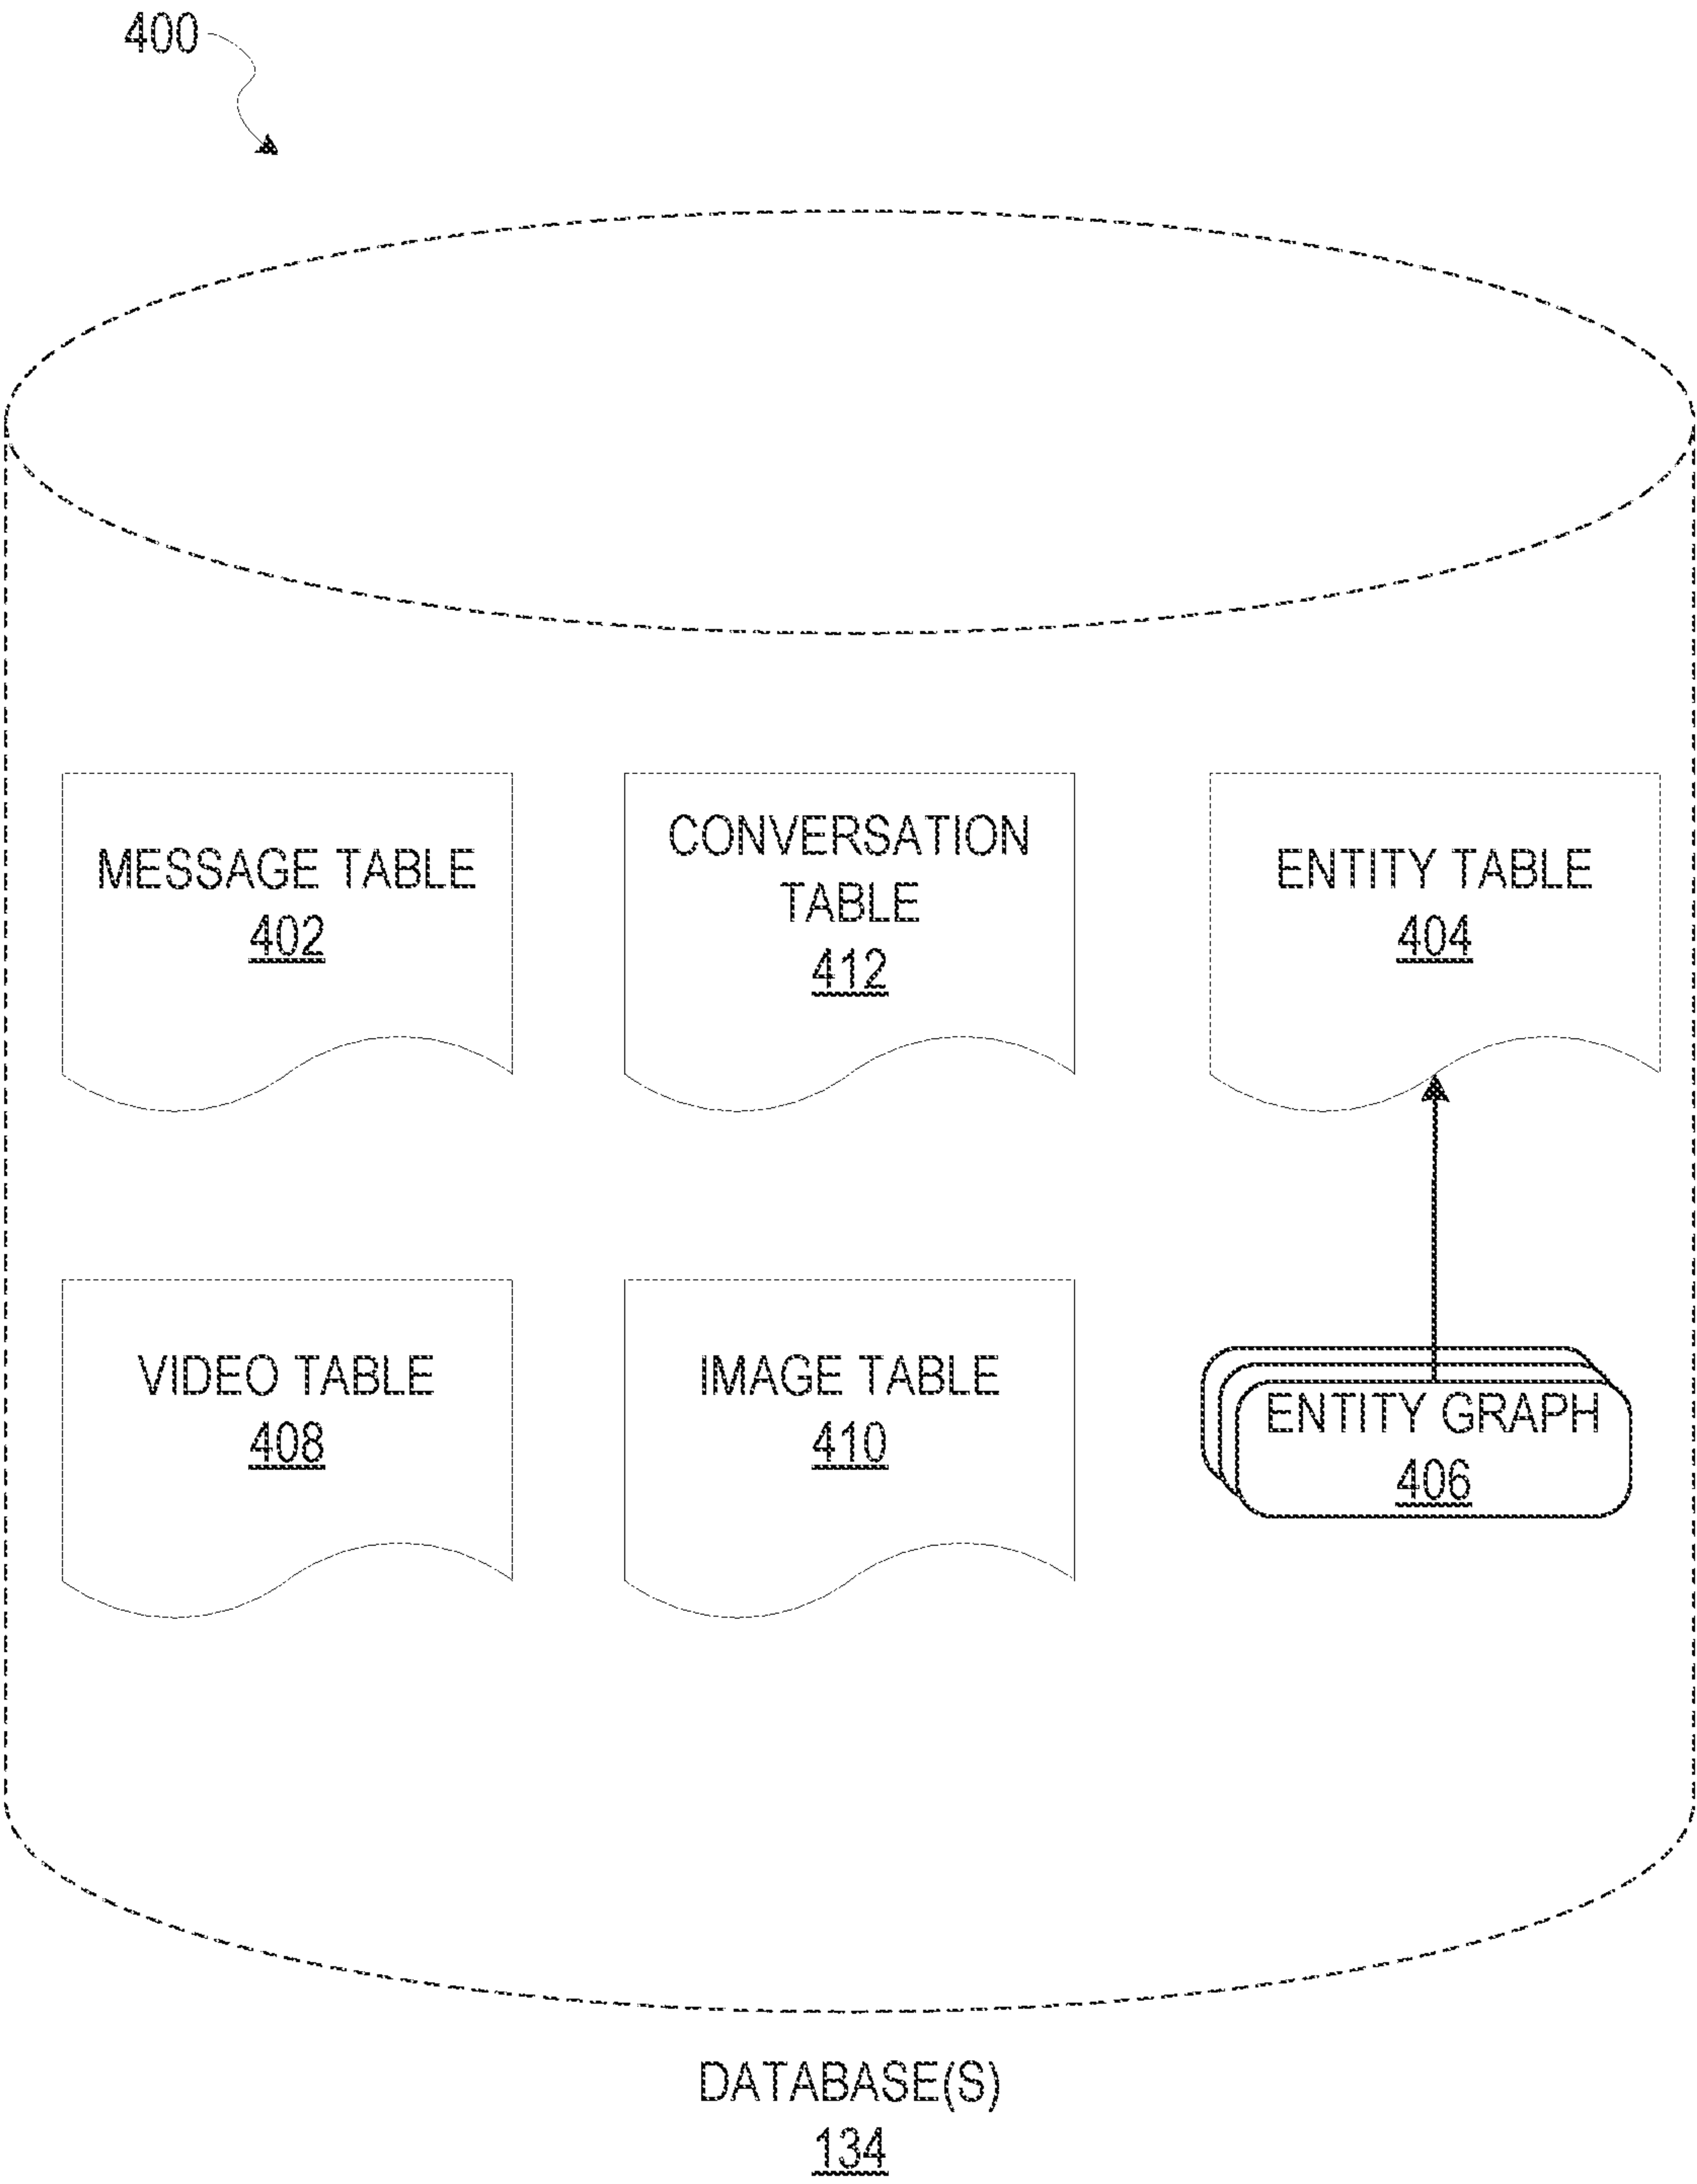 400
MESSAGE TABLE
402
CONVERSATION
TABLE
412
ENTITY TABLE
404
VIDEO TABLE
408
IMAGE TABLE
410
ENTITY GRAPH
406
DATABASE(S)
134